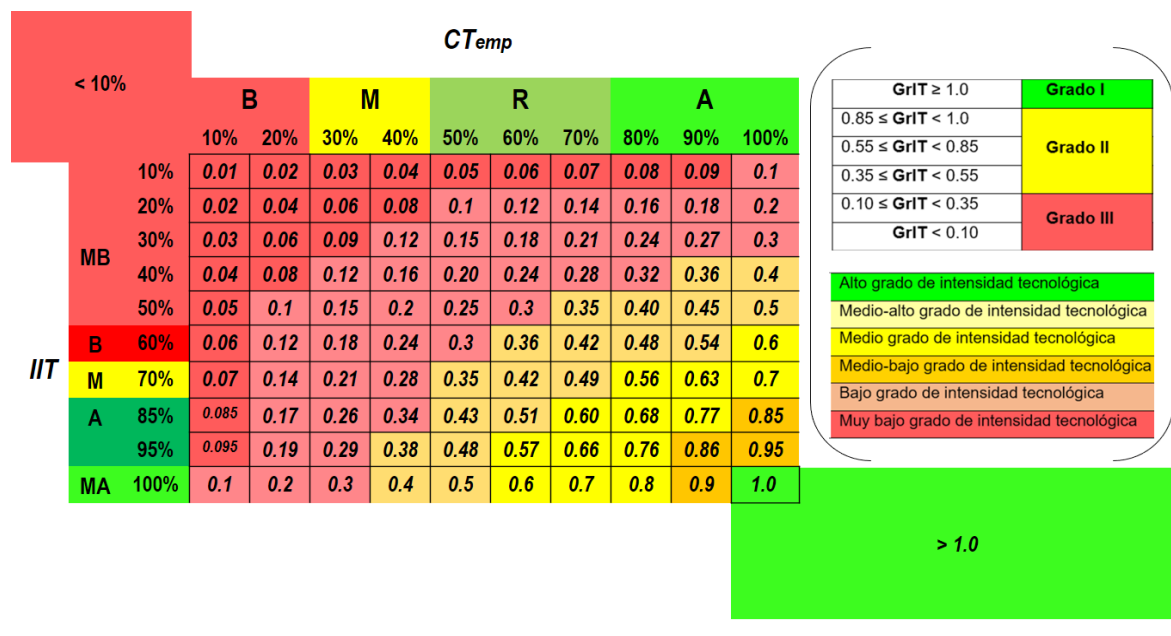 CTemp
< 10%
B M R A
10% 20% 30% 40% 50% 60% 70% 80% 90% 100%
10% 0.01 0.02 0.03 0.04 0.05 0.06 0.07 0.08 0.09 0.1
20% 0.02 0.04 0.06 0.08 0.1 0.12 0.14 0.16 0.18 0.2
MB 30% 0.03 0.06 0.09 0.12 0.15 0.18 0.21 0.24 0.27 0.3
40% 0.04 0.08 0.12 0.16 0.20 0.24 0.28 0.32 0.36 0.4
50% 0.05 0.1 0.15 0.2 0.25 0.3 0.35 0.40 0.45 0.5
IIT
B 60% 0.06 0.12 0.18 0.24 0.3 0.36 0.42 0.48 0.54 0.6
M 70% 0.07 0.14 0.21 0.28 0.35 0.42 0.49 0.56 0.63 0.7
A 85% 0.085 0.17 0.26 0.34 0.43 0.51 0.60 0.68 0.77 0.85
95% 0.095 0.19 0.29 0.38 0.48 0.57 0.66 0.76 0.86 0.95
MA 100% 0.1 0.2 0.3 0.4 0.5 0.6 0.7 0.8 0.9 1.0
> 1.0
GrIT ≥ 1.0 Grado I
0.85 ≤ GrIT < 1.0
0.55 ≤ GrIT < 0.85 Grado II
0.35 ≤ GrIT < 0.55
0.10 ≤ GrIT < 0.35 Grado III
GrIT < 0.10
Alto grado de intensidad tecnológica
Medio-alto grado de intensidad tecnológica
Medio grado de intensidad tecnológica
Medio-bajo grado de intensidad tecnológica
Bajo grado de intensidad tecnológica
Muy bajo grado de intensidad tecnológica